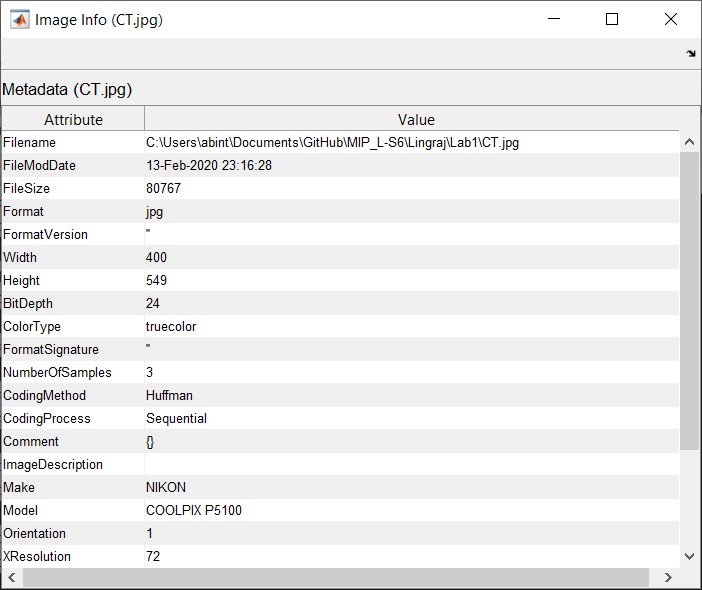 Image Info (CT.jpg)
Metadata (CT.jpg)
Attribute Value
Filename C:\Users\abint\Documents\GitHub\MIP_L-S6\Lingraj\Lab1\CT.jpg
FileModDate 13-Feb-2020 23:16:28
FileSize 80767
Format jpg
FormatVersion ''
Width 400
Height 549
BitDepth 24
ColorType truecolor
FormatSignature ''
NumberOfSamples 3
CodingMethod Huffman
CodingProcess Sequential
Comment {}
ImageDescription
Make NIKON
Model COOLPIX P5100
Orientation 1
XResolution 72